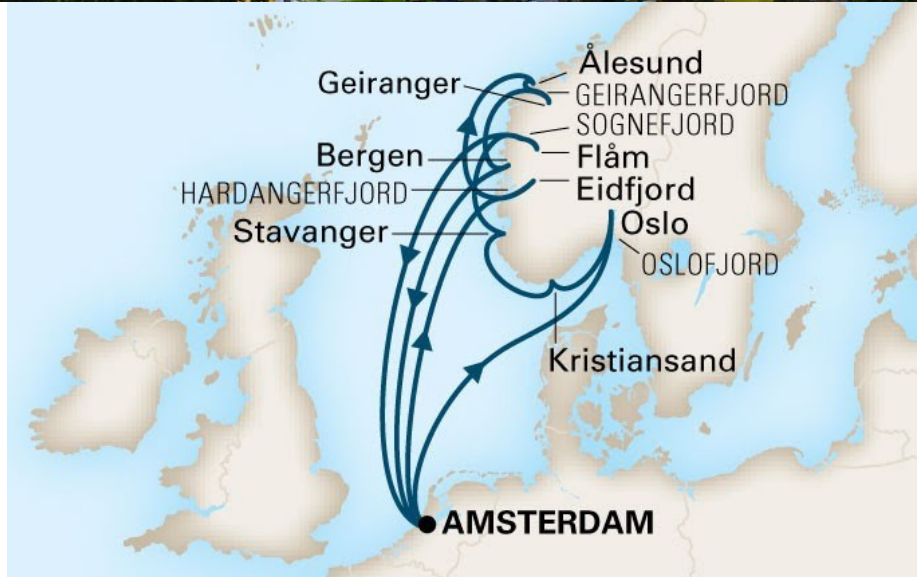 Ålesund
Geiranger
GEIRANGERFJORD
SOGNEFJORD
Bergen
Flåm
HARDANGERFJORD
Eidfjord
Stavanger
Oslo
OSLOFJORD
Kristiansand
AMSTERDAM